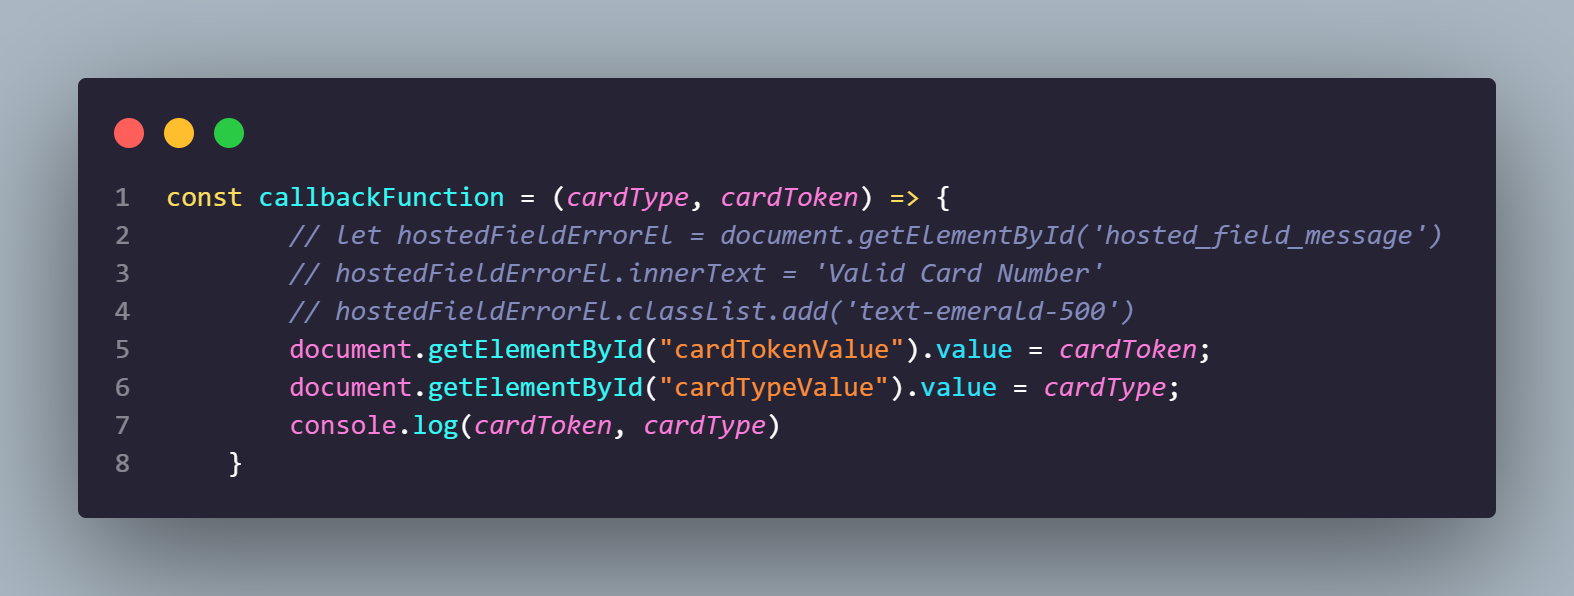 1 const callbackFunction = (cardType, cardToken) => {
2 // let hostedFieldErrorEl = document.getElementById('hosted_field_message')
3 // hostedFieldErrorEl.innerText = 'Valid Card Number'
4 // hostedFieldErrorEl.classList.add('text-emerald-500')
5 document.getElementById("cardTokenValue").value = cardToken;
6 document.getElementById("cardTypeValue").value = cardType;
7 console.log(cardToken, cardType)
8 }